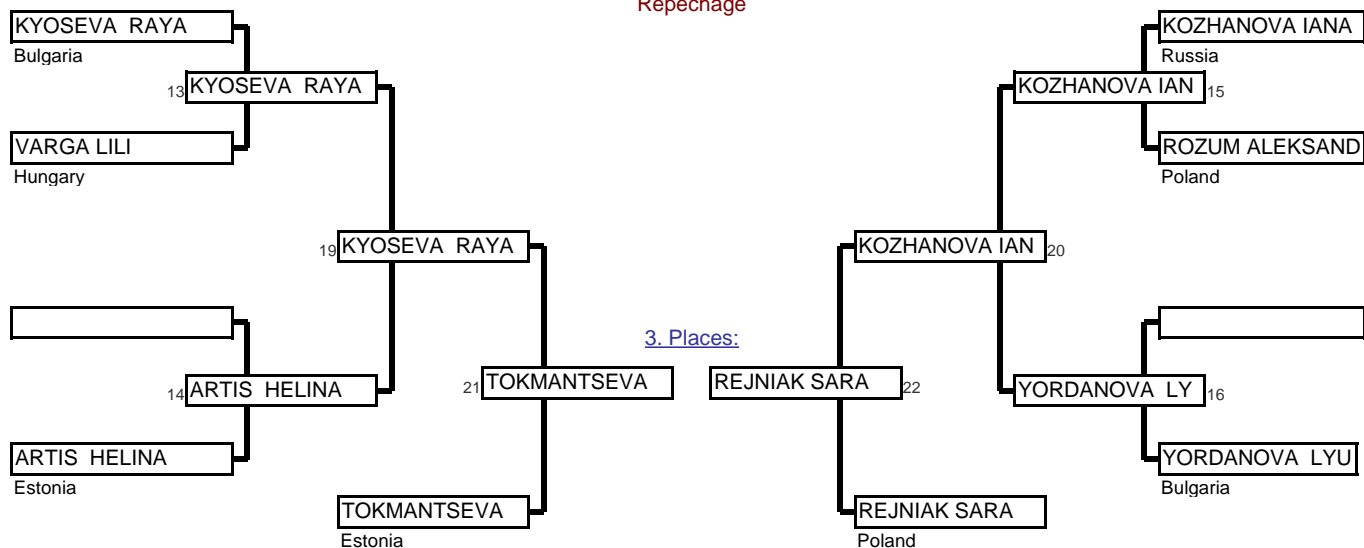 Repechage
KYOSEVA RAYA
Bulgaria
13 KYOSEVA RAYA
VARGA LILI
Hungary
19 KYOSEVA RAYA
14 ARTIS HELINA
ARTIS HELINA
Estonia
3. Places:
21 TOKMANTSEVA
TOKMANTSEVA
Estonia
KOZHANOVA IANA
Russia
KOZHANOVA IAN 15
ROZUM ALEKSAND
Poland
KOZHANOVA IAN 20
REJNIAK SARA 22
YORDANOVA LY 16
YORDANOVA LYU
Bulgaria
REJNIAK SARA
Poland